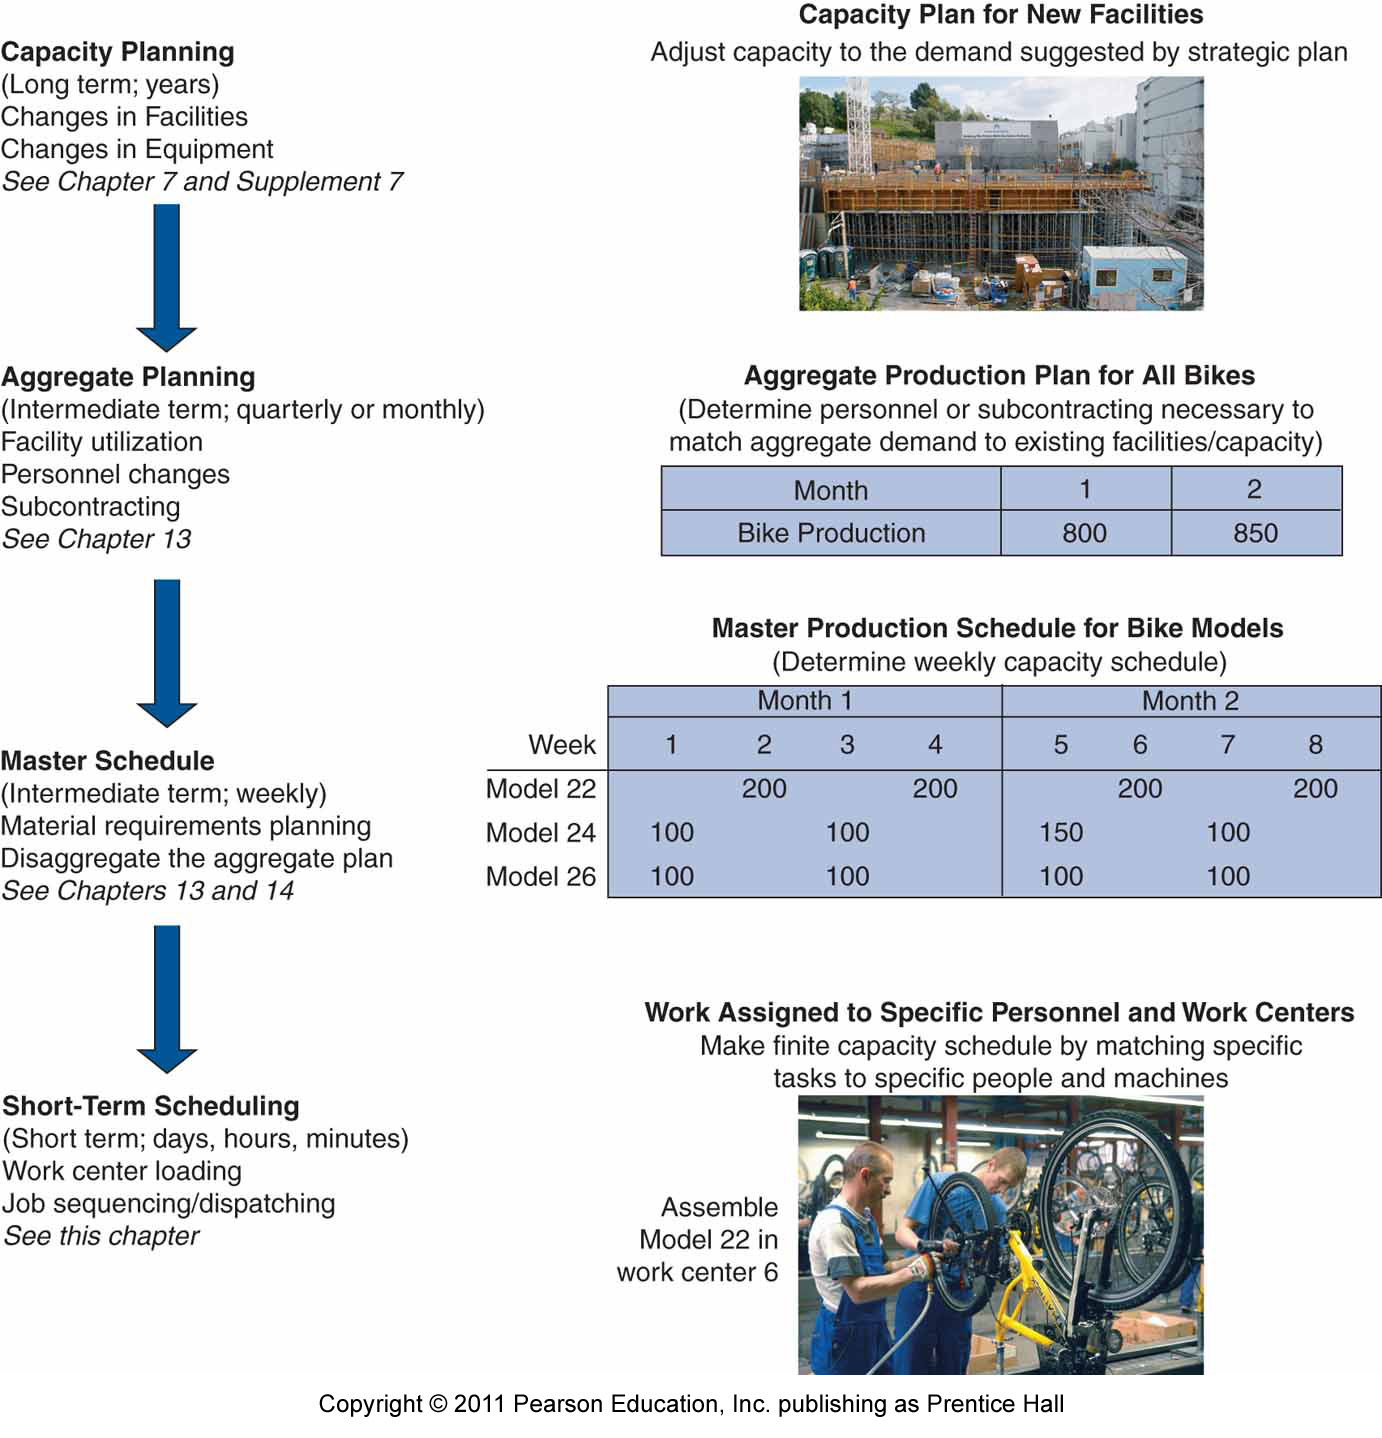 Capacity Planning
(Long term; years)
Changes in Facilities
Changes in Equipment
See Chapter 7 and Supplement 7
Capacity Plan for New Facilities
Adjust capacity to the demand suggested by strategic plan
Aggregate Planning
(Intermediate term; quarterly or monthly)
Facility utilization
Personnel changes
Subcontracting
See Chapter 13
Aggregate Production Plan for All Bikes
(Determine personnel or subcontracting necessary to
match aggregate demand to existing facilities/capacity)
Month 1 2
Bike Production 800 850
Master Schedule
(Intermediate term; weekly)
Material requirements planning
Disaggregate the aggregate plan
See Chapters 13 and 14
Master Production Schedule for Bike Models
(Determine weekly capacity schedule)
Month 1 Month 2
Week 1 2 3 4 5 6 7 8
Model 22 200 200 200 200
Model 24 100 100 150 100
Model 26 100 100 100 100
Short-Term Scheduling
(Short term; days, hours, minutes)
Work center loading
Job sequencing/dispatching
See this chapter
Work Assigned to Specific Personnel and Work Centers
Make finite capacity schedule by matching specific
tasks to specific people and machines
Assemble
Model 22 in
work center 6
Copyright © 2011 Pearson Education, Inc. publishing as Prentice Hall